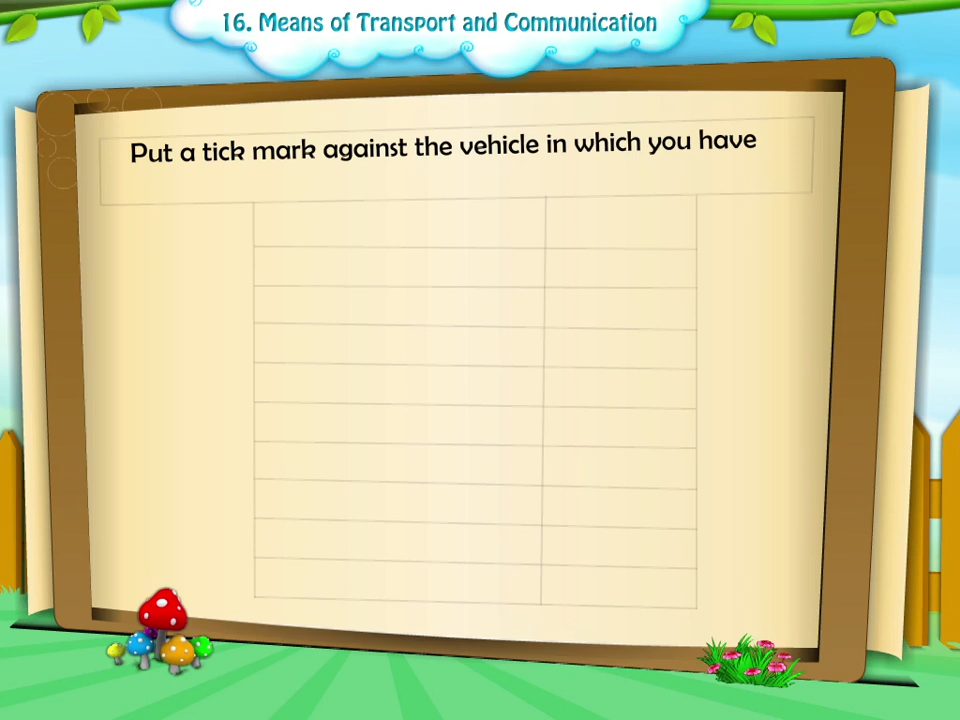 16. Means of Transport and Communication
Put a tick mark against the vehicle in which you have